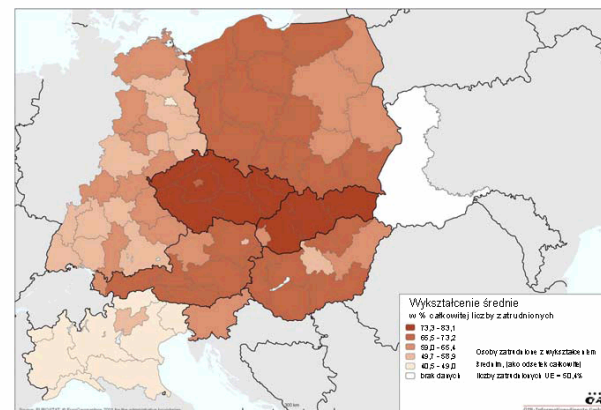 Wykształcenie średnie
w % całkowitej liczby zatrudnionych
73,3 - 83,1
65,5 - 73,2
59,0 - 65,4
49,7 - 58,9
40,5 - 49,0
brak danych
Osoby zatrudnione z wykształceniem
średnim, jako odsetek całkowitej
liczby zatrudnionych UE = 50,4%